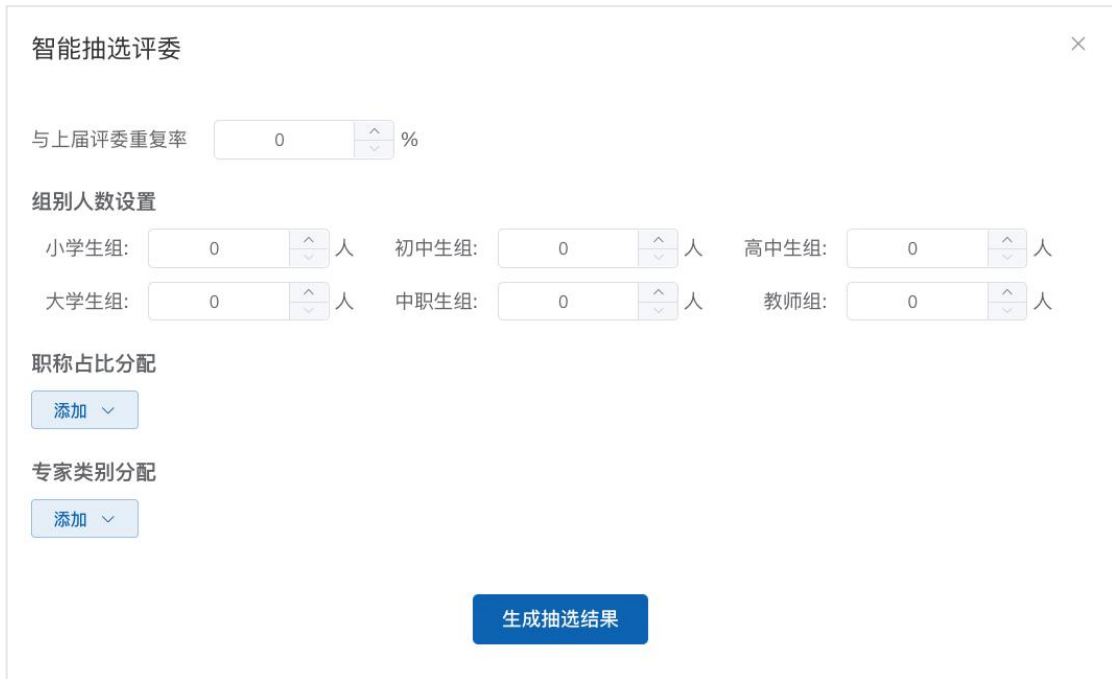 智能抽选评委
与上届评委重复率 0 %
组别人数设置
小学生组: 0 人 初中生组: 0 人 高中生组: 0 人
大学生组: 0 人 中职生组: 0 人 教师组: 0 人
职称占比分配
添加
专家类别分配
添加
生成抽选结果